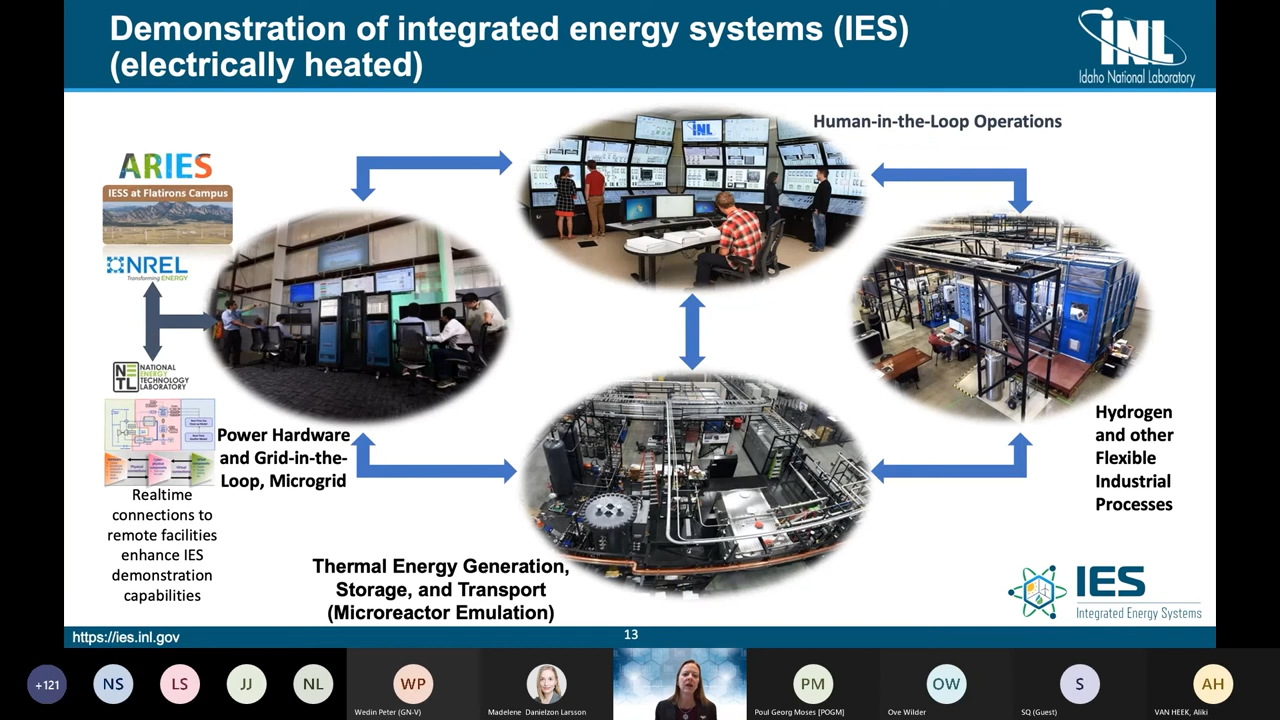 Demonstration of integrated energy systems (IES)
(electrically heated)
INL
Idaho National Laboratory
Human-in-the-Loop Operations
ARIES
IESS at Flatirons Campus
NREL
Transforming ENERGY
NETL
NATIONAL
ENERGY
TECHNOLOGY
LABORATORY
INL
Power Hardware
and Grid-in-the-
Loop, Microgrid
Hydrogen
and other
Flexible
Industrial
Processes
Realtime
connections to
remote facilities
enhance IES
demonstration
capabilities
Thermal Energy Generation,
Storage, and Transport
(Microreactor Emulation)
IES
Integrated Energy Systems
https://ies.inl.gov
13
+121
NS
LS
JJ
NL
WP
PM
OW
S
AH
Wedin Peter (GN-V)
Madelene Danielzon Larsson
Poul Georg Moses [POGM]
Ove Wilder
SQ (Guest)
VAN HEEK, Aliki